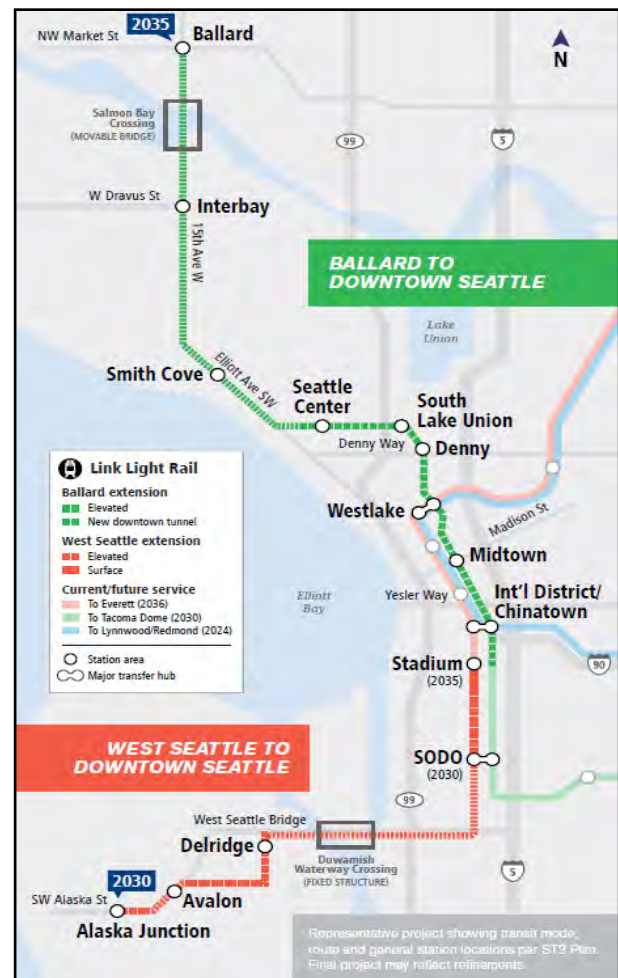 2035
NW Market St
Ballard
N
Salmon Bay
Crossing
(MOVABLE BRIDGE)
99
5
W Dravus St
Interbay
15th Ave W
BALLARD TO
DOWNTOWN SEATTLE
Lake
Union
Smith Cove
Elliott Ave SW
Seattle
Center
South
Lake Union
Denny Way
Denny
Link Light Rail
Ballard extension
Elevated
New downtown tunnel
West Seattle extension
Elevated
Surface
Current/future service
To Everett (2036)
To Tacoma Dome (2030)
To Lynnwood/Redmond (2024)
Station area
Major transfer hub
Westlake
Madison St
Midtown
Elliott
Bay
Yesler Way
Int'l District/
Chinatown
Stadium
(2035)
90
WEST SEATTLE TO
DOWNTOWN SEATTLE
SODO
(2030)
99
West Seattle Bridge
Delridge
Duwamish
Waterway Crossing
(FIXED STRUCTURE)
5
2030
SW Alaska St
Avalon
Alaska Junction
Representative project showing transit mode,
route and general station locations per ST3 Plan.
Final project may reflect refinements.